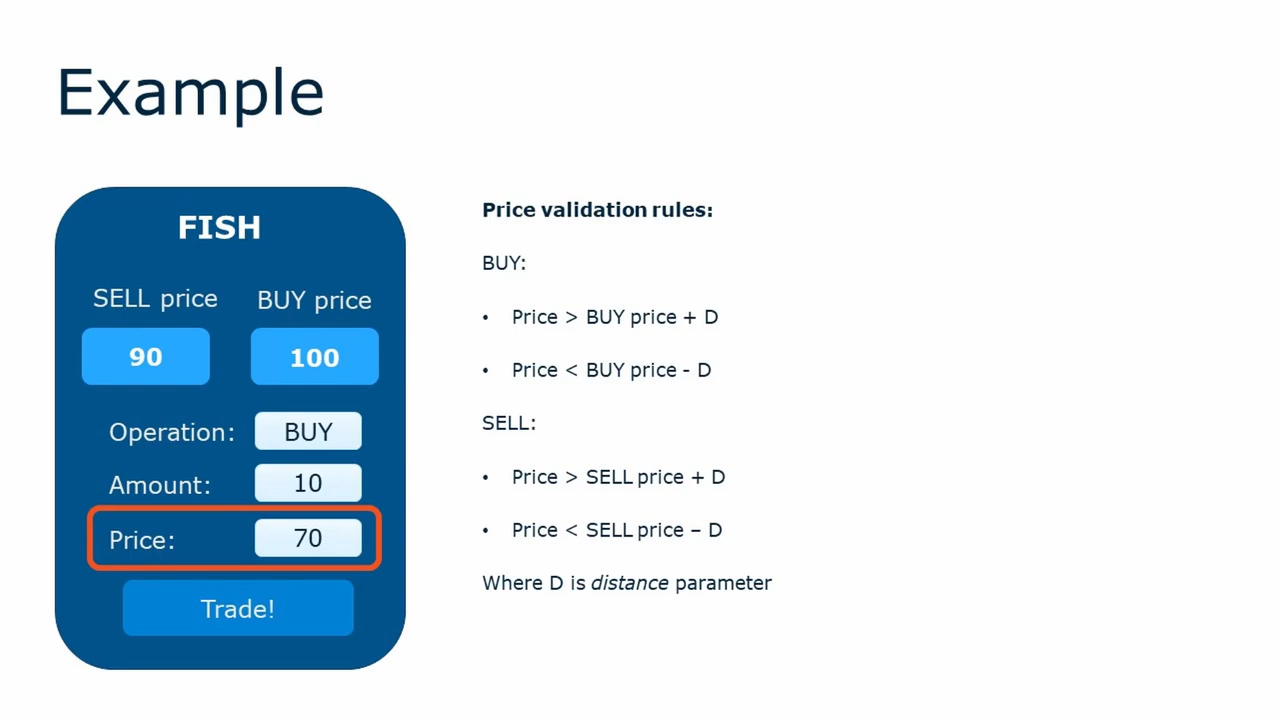 Example
FISH
SELL price
BUY price
90
100
Operation:
BUY
Amount:
10
Price:
70
Trade!
Price validation rules:
BUY:
• Price > BUY price + D
• Price < BUY price - D
SELL:
• Price > SELL price + D
• Price < SELL price – D
Where D is distance parameter